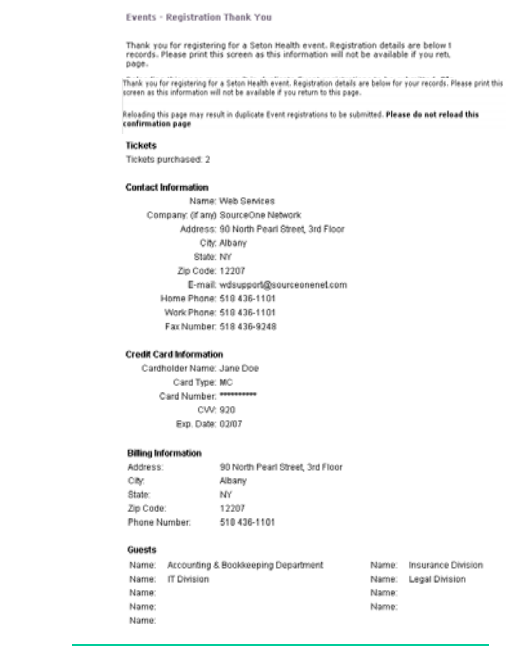 Events - Registration Thank You
Thank you for registering for a Seton Health event. Registration details are below f
records. Please print this screen as this information will not be available if you retu
page.
Thank you for registering for a Seton Health event. Registration details are below for your records. Please print this
screen as this information will not be available if you return to this page.
Reloading this page may result in duplicate Event registrations to be submitted. Please do not reload this
confirmation page
Tickets
Tickets purchased: 2
Contact Information
Name: Web Services
Company: (if any) SourceOne Network
Address: 90 North Pearl Street, 3rd Floor
City: Albany
State: NY
Zip Code: 12207
E-mail: wdsupport@sourceonenet.com
Home Phone: 518 436-1101
Work Phone: 518 436-1101
Fax Number: 518 436-9248
Credit Card Information
Cardholder Name: Jane Doe
Card Type: MC
Card Number: **********
CVV: 920
Exp. Date: 03/07
Billing Information
Address: 90 North Pearl Street, 3rd Floor
City: Albany
State: NY
Zip Code: 12207
Phone Number: 518 436-1101
Guests
Name: Accounting & Bookkeeping Department Name: Insurance Division
Name: IT Division Name: Legal Division
Name: Name:
Name: Name:
Name: